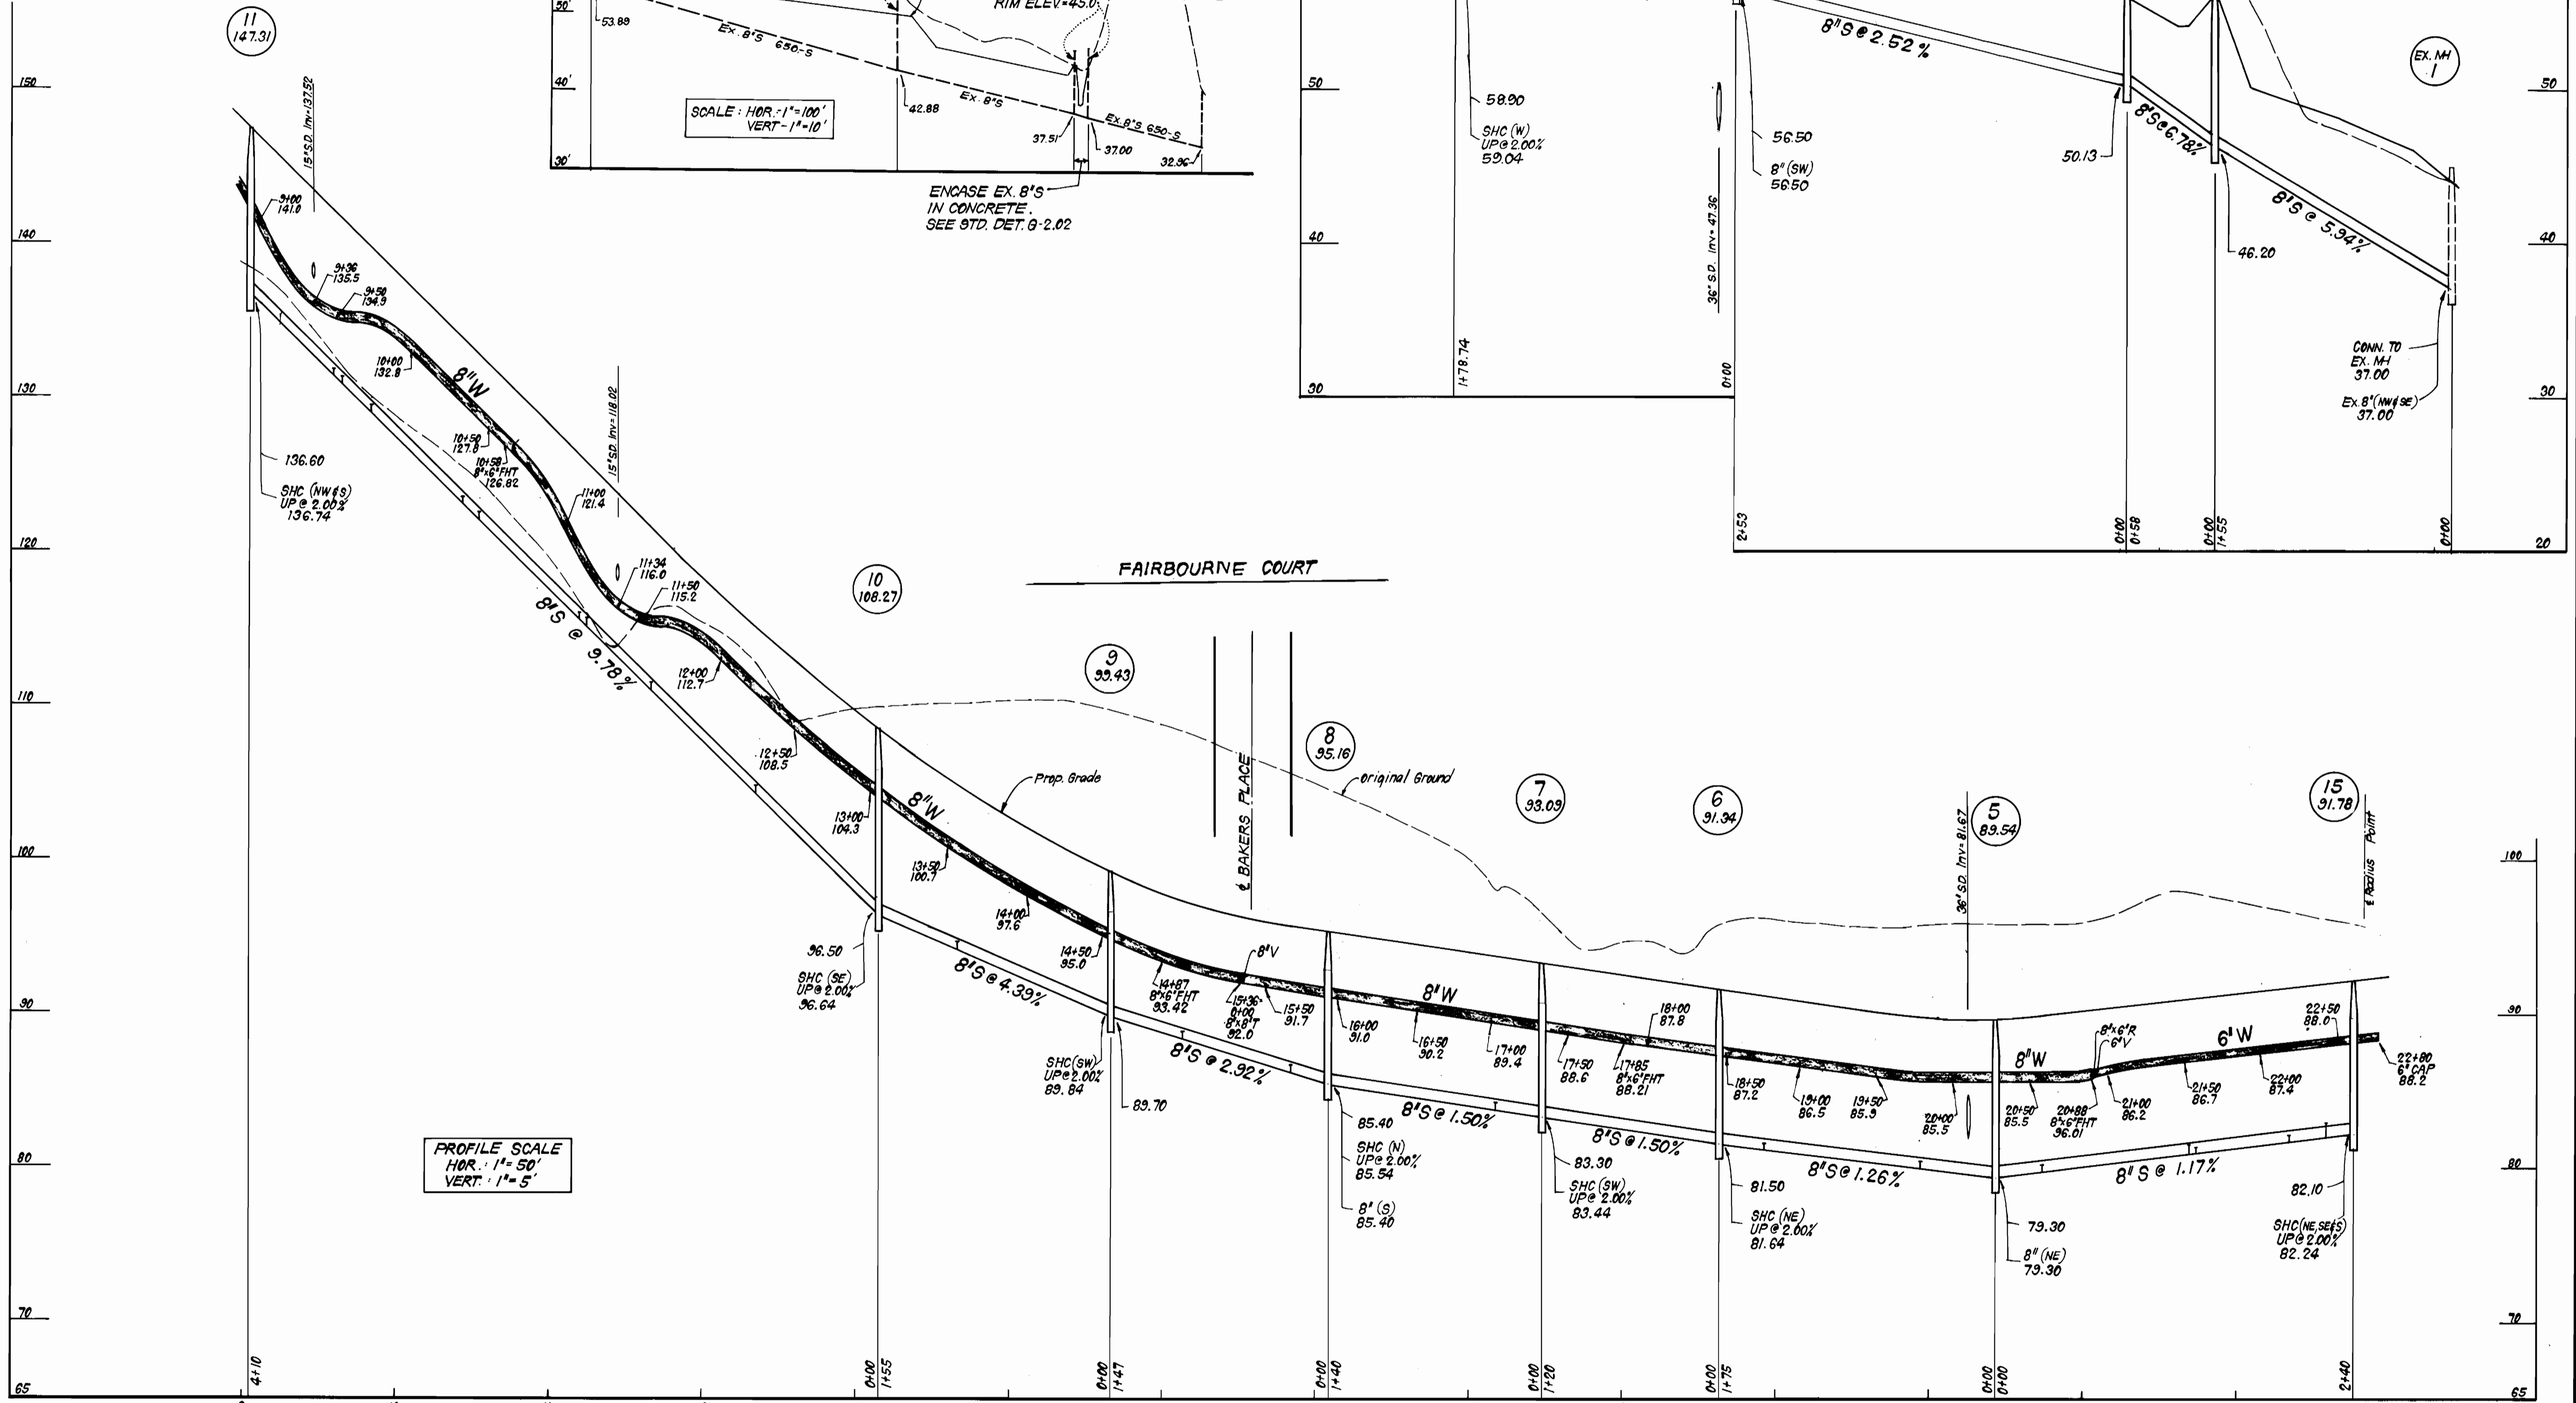 11
147.31
150
140
130
120
110
100
90
80
70
65
15" S.D. Inv=137.52
9+00
141.0
9+36
135.5
9+50
134.9
10+00
132.8
8"W
10+50
127.8
10+58
8"x6"FHT
126.82
136.60
SHC (NW&S)
UP@ 2.00%
136.74
11+00
121.4
15" S.D. Inv=118.02
11+34
116.0
11+50
115.2
8"S @ 9.78%
12+00
112.7
12+50
108.5
50'
40'
30'
53.89
RIM ELEV.=45.0
Ex. 8"S 650-S
SCALE : HOR.-1"=100'
VERT-1"=10'
42.88
Ex. 8"S
37.51
37.00
Ex. 8"S 650-S
32.96
ENCASE EX. 8"S
IN CONCRETE.
SEE STD. DET. G-2.02
50
40
30
58.90
SHC (W)
UP@ 2.00%
59.04
1+78.74
36" S.D. Inv= 47.36
0+00
56.50
8" (SW)
56.50
8"S @ 2.52%
50.13
8"S@6.78%
46.20
8"S @ 5.94%
EX. MH
1
50
40
30
20
CONN. TO
EX. MH
37.00
Ex. 8"(NW&SE)
37.00
2+53
0+00
0+58
0+00
1+55
0+00
FAIRBOURNE COURT
10
108.27
9
99.43
℄ BAKERS PLACE
8
95.16
Prop. Grade
Original Ground
7
93.09
6
91.34
36" S.D. Inv=81.67
5
89.54
15
91.78
℄ Radius Point
13+00
104.3
8"W
13+50
100.7
14+00
97.6
14+50
95.0
14+87
8"x6"FHT
93.42
8"V
15+36=
0+00
8"x8"T
92.0
15+50
91.7
16+00
91.0
8"W
16+50
90.2
17+00
89.4
17+50
88.6
17+85
8"x6"FHT
88.21
18+00
87.8
18+50
87.2
19+00
86.5
19+50
85.9
20+00
85.5
8"W
20+50
85.5
20+88
8"x6"FHT
96.01
8"x6"R
6"V
21+00
86.2
21+50
86.7
6"W
22+00
87.4
22+50
88.0
22+80
6" CAP
88.2
96.50
SHC (SE)
UP@ 2.00%
96.64
8"S@ 4.39%
SHC (SW)
UP@ 2.00%
89.84
89.70
8"S @ 2.92%
85.40
SHC (N)
UP@ 2.00%
85.54
8" (S)
85.40
8"S@ 1.50%
83.30
SHC (SW)
UP@ 2.00%
83.44
8"S @1.50%
81.50
SHC (NE)
UP@ 2.00%
81.64
8"S@1.26%
79.30
8" (NE)
79.30
8"S @ 1.17%
82.10
SHC(NE,SE&S)
UP@ 2.00%
82.24
PROFILE SCALE
HOR.: 1"= 50'
VERT. : 1"= 5'
4+10
0+00
1+55
0+00
1+47
0+00
1+40
0+00
1+20
0+00
1+75
0+00
0+00
2+40
100
90
80
70
65